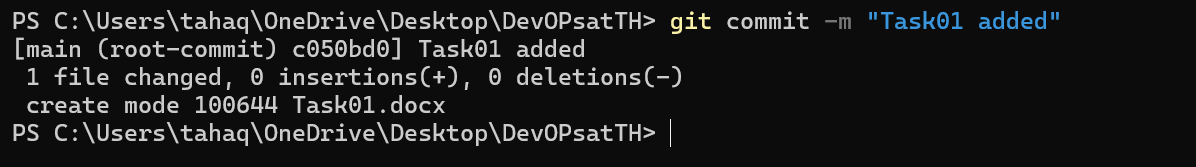 PS C:\Users\tahaq\OneDrive\Desktop\DevOPsatTH> git commit -m "Task01 added"
[main (root-commit) c050bd0] Task01 added
 1 file changed, 0 insertions(+), 0 deletions(-)
 create mode 100644 Task01.docx
PS C:\Users\tahaq\OneDrive\Desktop\DevOPsatTH>